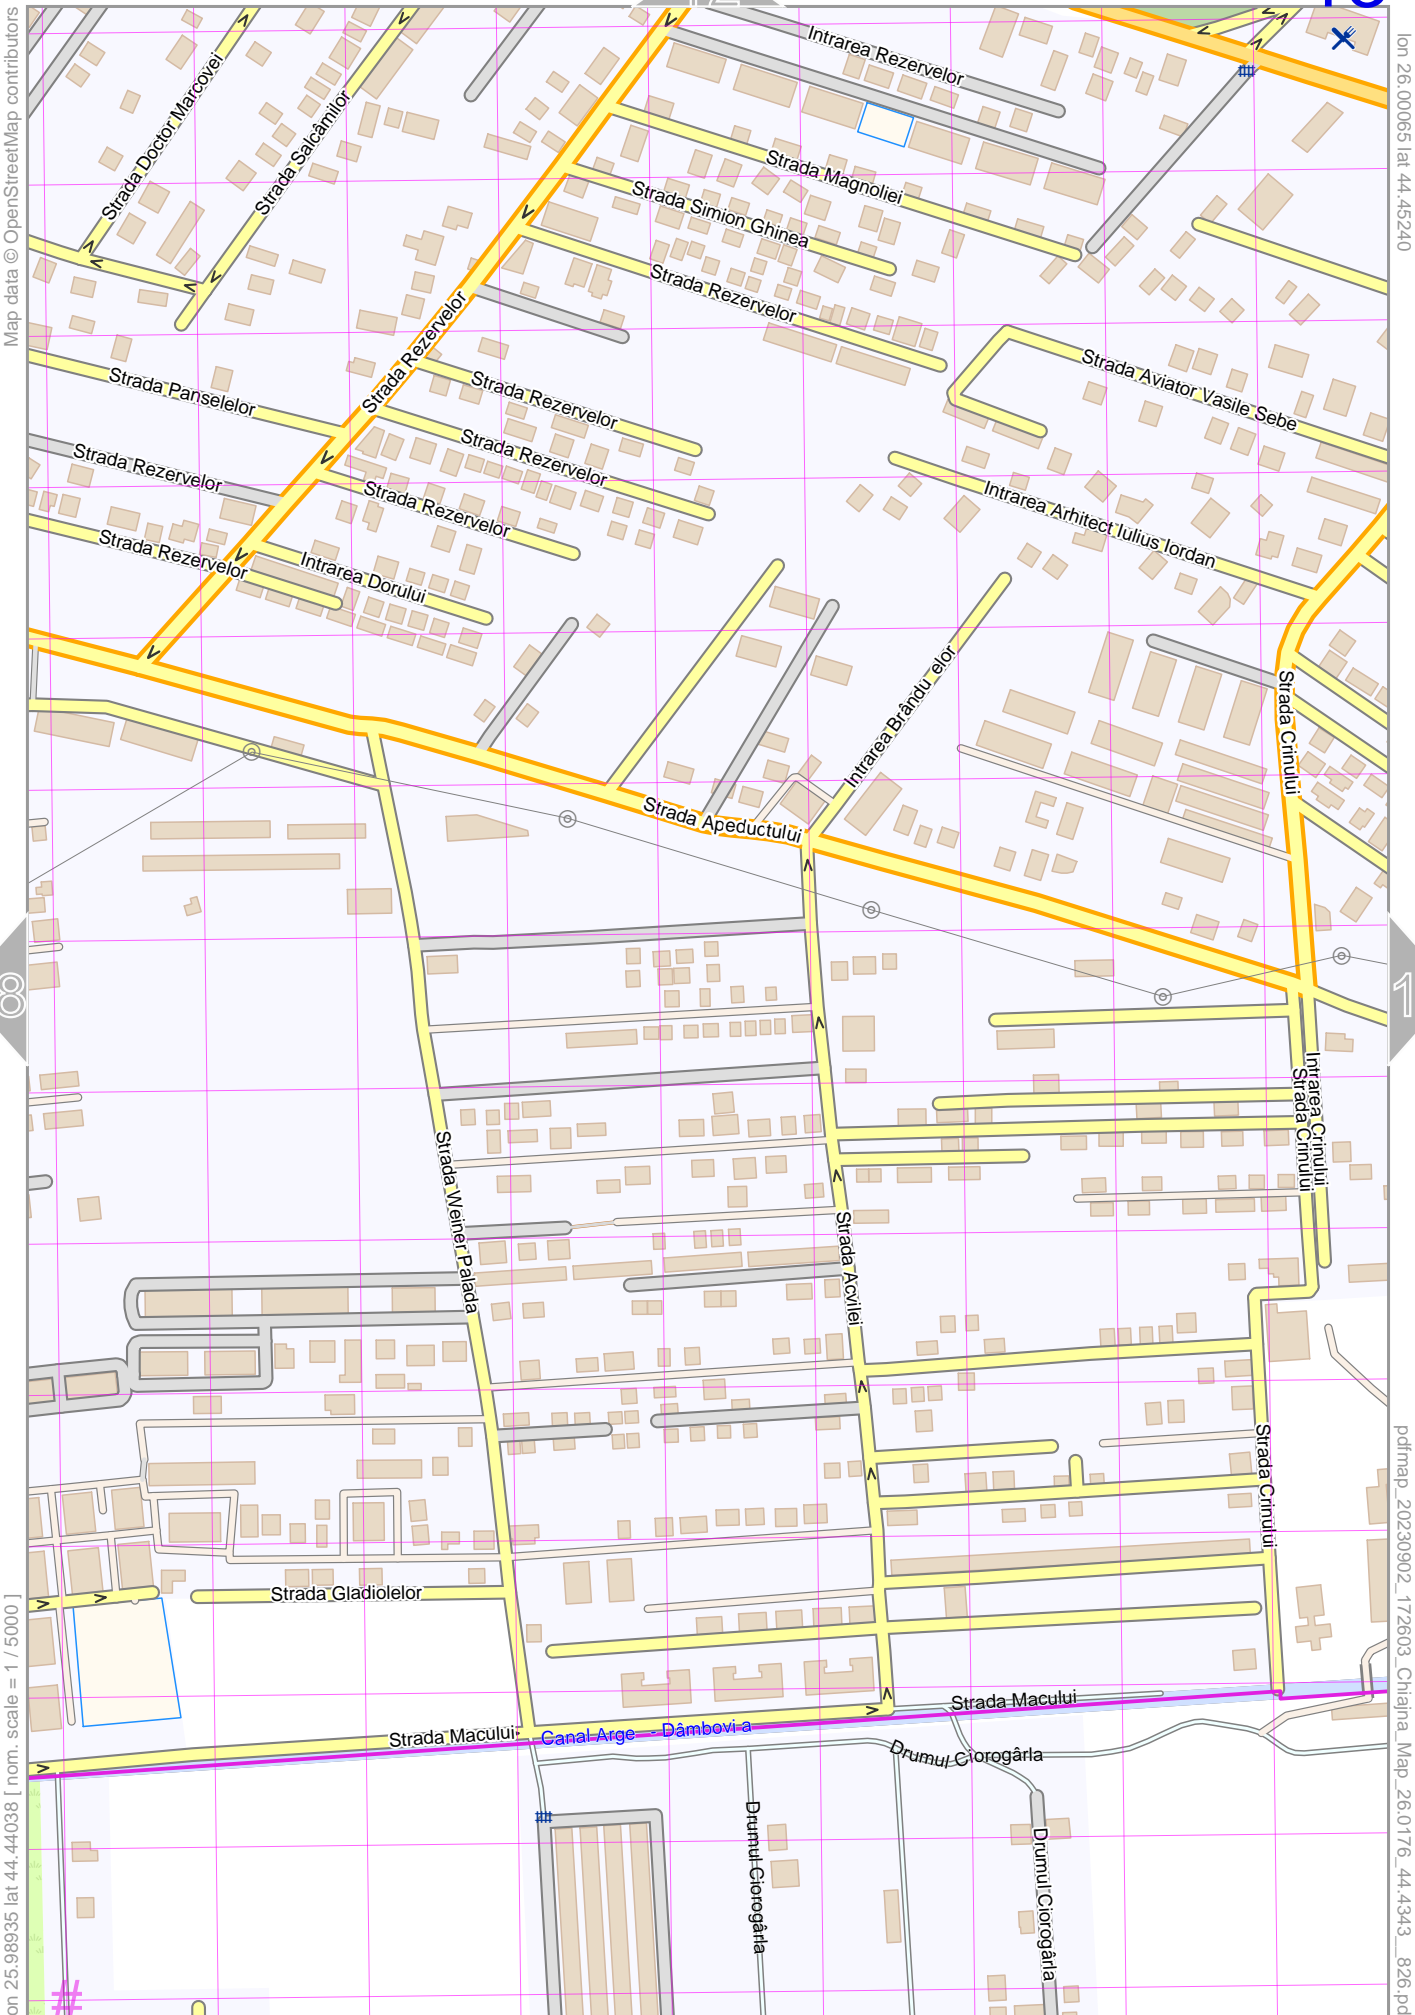 Map data © OpenStreetMap contributors
lon 26.00065 lat 44.45240
Intrarea Rezervelor
Strada Doctor Marcovei
Strada Salcâmilor
Strada Magnoliei
Strada Simion Ghinea
Strada Rezervelor
Strada Rezervelor
Strada Panselelor
Strada Rezervelor
Strada Aviator Vasile Sebe
Strada Rezervelor
Strada Rezervelor
Strada Rezervelor
Intrarea Arhitect Iulius Iordan
Strada Rezervelor
Intrarea Dorului
Intrarea Brându elor
Strada Crinului
Strada Apeductului
8
1
Intrarea Crinului
Strada Crinului
Strada Weiner Palada
Strada Acvilei
Strada Crinului
Strada Gladiolelor
Strada Macului
Strada Macului
Canal Arge - Dâmbovi a
Drumul Ciorogârla
Drumul Ciorogârla
Drumul Ciorogârla
#
on 25.98935 lat 44.44038 [ nom. scale = 1 / 5000 ]
pdfmap_20230902_172603_Chiajna_Map_26.0176_44.4343__826.pd